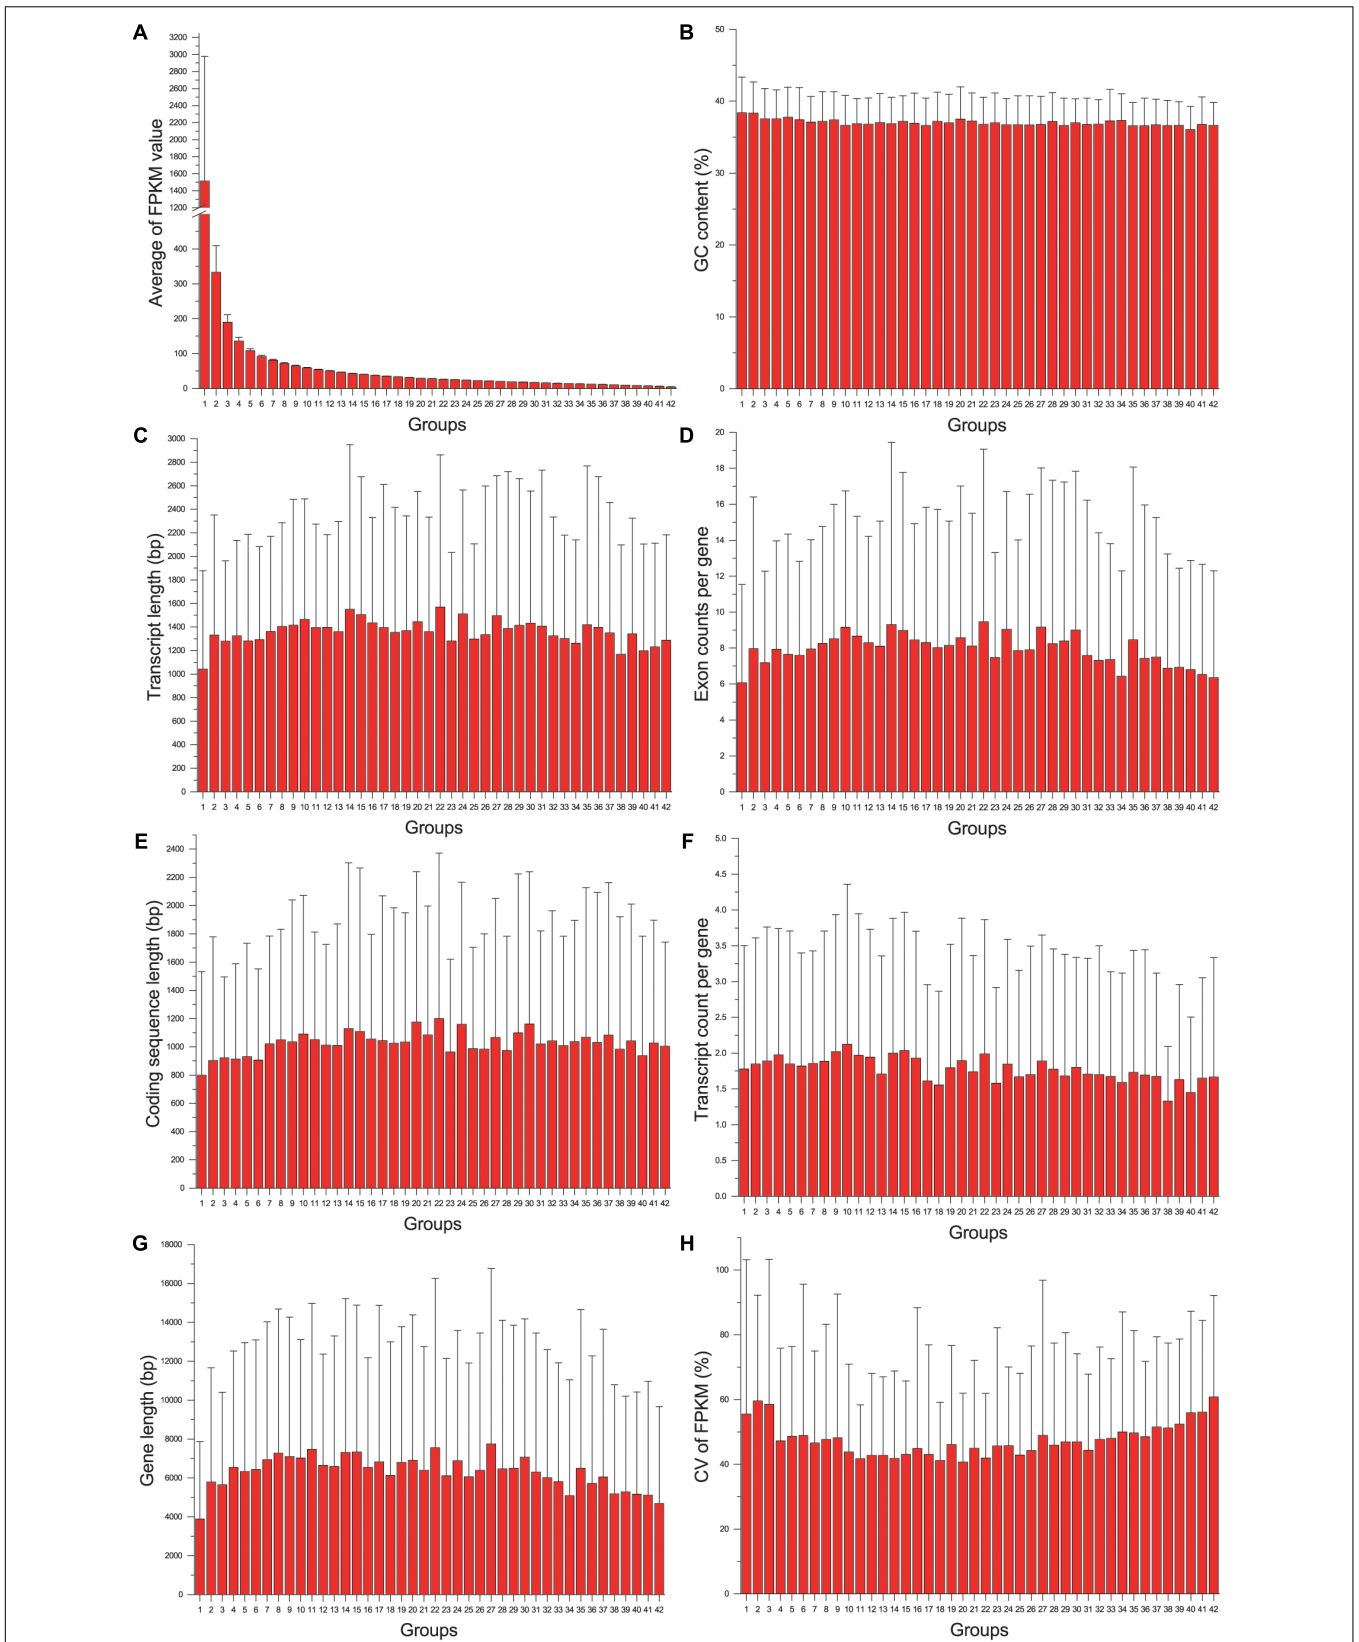 A
Average of FPKM value
3200
3000
2800
2600
2400
2200
2000
1800
1600
1400
1200
400
300
200
100
0
1 2 3 4 5 6 7 8 9 10 11 12 13 14 15 16 17 18 19 20 21 22 23 24 25 26 27 28 29 30 31 32 33 34 35 36 37 38 39 40 41 42
Groups
B
GC content (%)
50
40
30
20
10
0
1 2 3 4 5 6 7 8 9 10 11 12 13 14 15 16 17 18 19 20 21 22 23 24 25 26 27 28 29 30 31 32 33 34 35 36 37 38 39 40 41 42
Groups
C
Transcript length (bp)
3000
2800
2600
2400
2200
2000
1800
1600
1400
1200
1000
800
600
400
200
0
1 2 3 4 5 6 7 8 9 10 11 12 13 14 15 16 17 18 19 20 21 22 23 24 25 26 27 28 29 30 31 32 33 34 35 36 37 38 39 40 41 42
Groups
D
Exon counts per gene
20
18
16
14
12
10
8
6
4
2
0
1 2 3 4 5 6 7 8 9 10 11 12 13 14 15 16 17 18 19 20 21 22 23 24 25 26 27 28 29 30 31 32 33 34 35 36 37 38 39 40 41 42
Groups
E
Coding sequence length (bp)
2400
2200
2000
1800
1600
1400
1200
1000
800
600
400
200
0
1 2 3 4 5 6 7 8 9 10 11 12 13 14 15 16 17 18 19 20 21 22 23 24 25 26 27 28 29 30 31 32 33 34 35 36 37 38 39 40 41 42
Groups
F
Transcript count per gene
5.0
4.5
4.0
3.5
3.0
2.5
2.0
1.5
1.0
0.5
0.0
1 2 3 4 5 6 7 8 9 10 11 12 13 14 15 16 17 18 19 20 21 22 23 24 25 26 27 28 29 30 31 32 33 34 35 36 37 38 39 40 41 42
Groups
G
Gene length (bp)
18000
16000
14000
12000
10000
8000
6000
4000
2000
0
1 2 3 4 5 6 7 8 9 10 11 12 13 14 15 16 17 18 19 20 21 22 23 24 25 26 27 28 29 30 31 32 33 34 35 36 37 38 39 40 41 42
Groups
H
CV of FPKM (%)
100
80
60
40
20
0
1 2 3 4 5 6 7 8 9 10 11 12 13 14 15 16 17 18 19 20 21 22 23 24 25 26 27 28 29 30 31 32 33 34 35 36 37 38 39 40 41 42
Groups